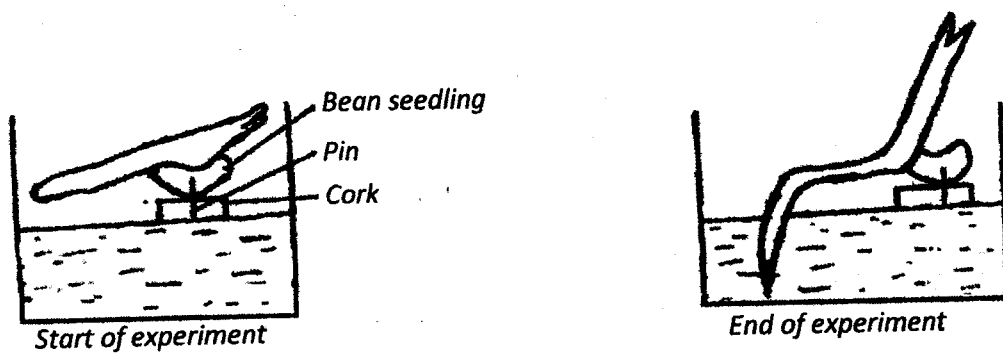 Bean seedling
Pin
Cork
Start of experiment
End of experiment